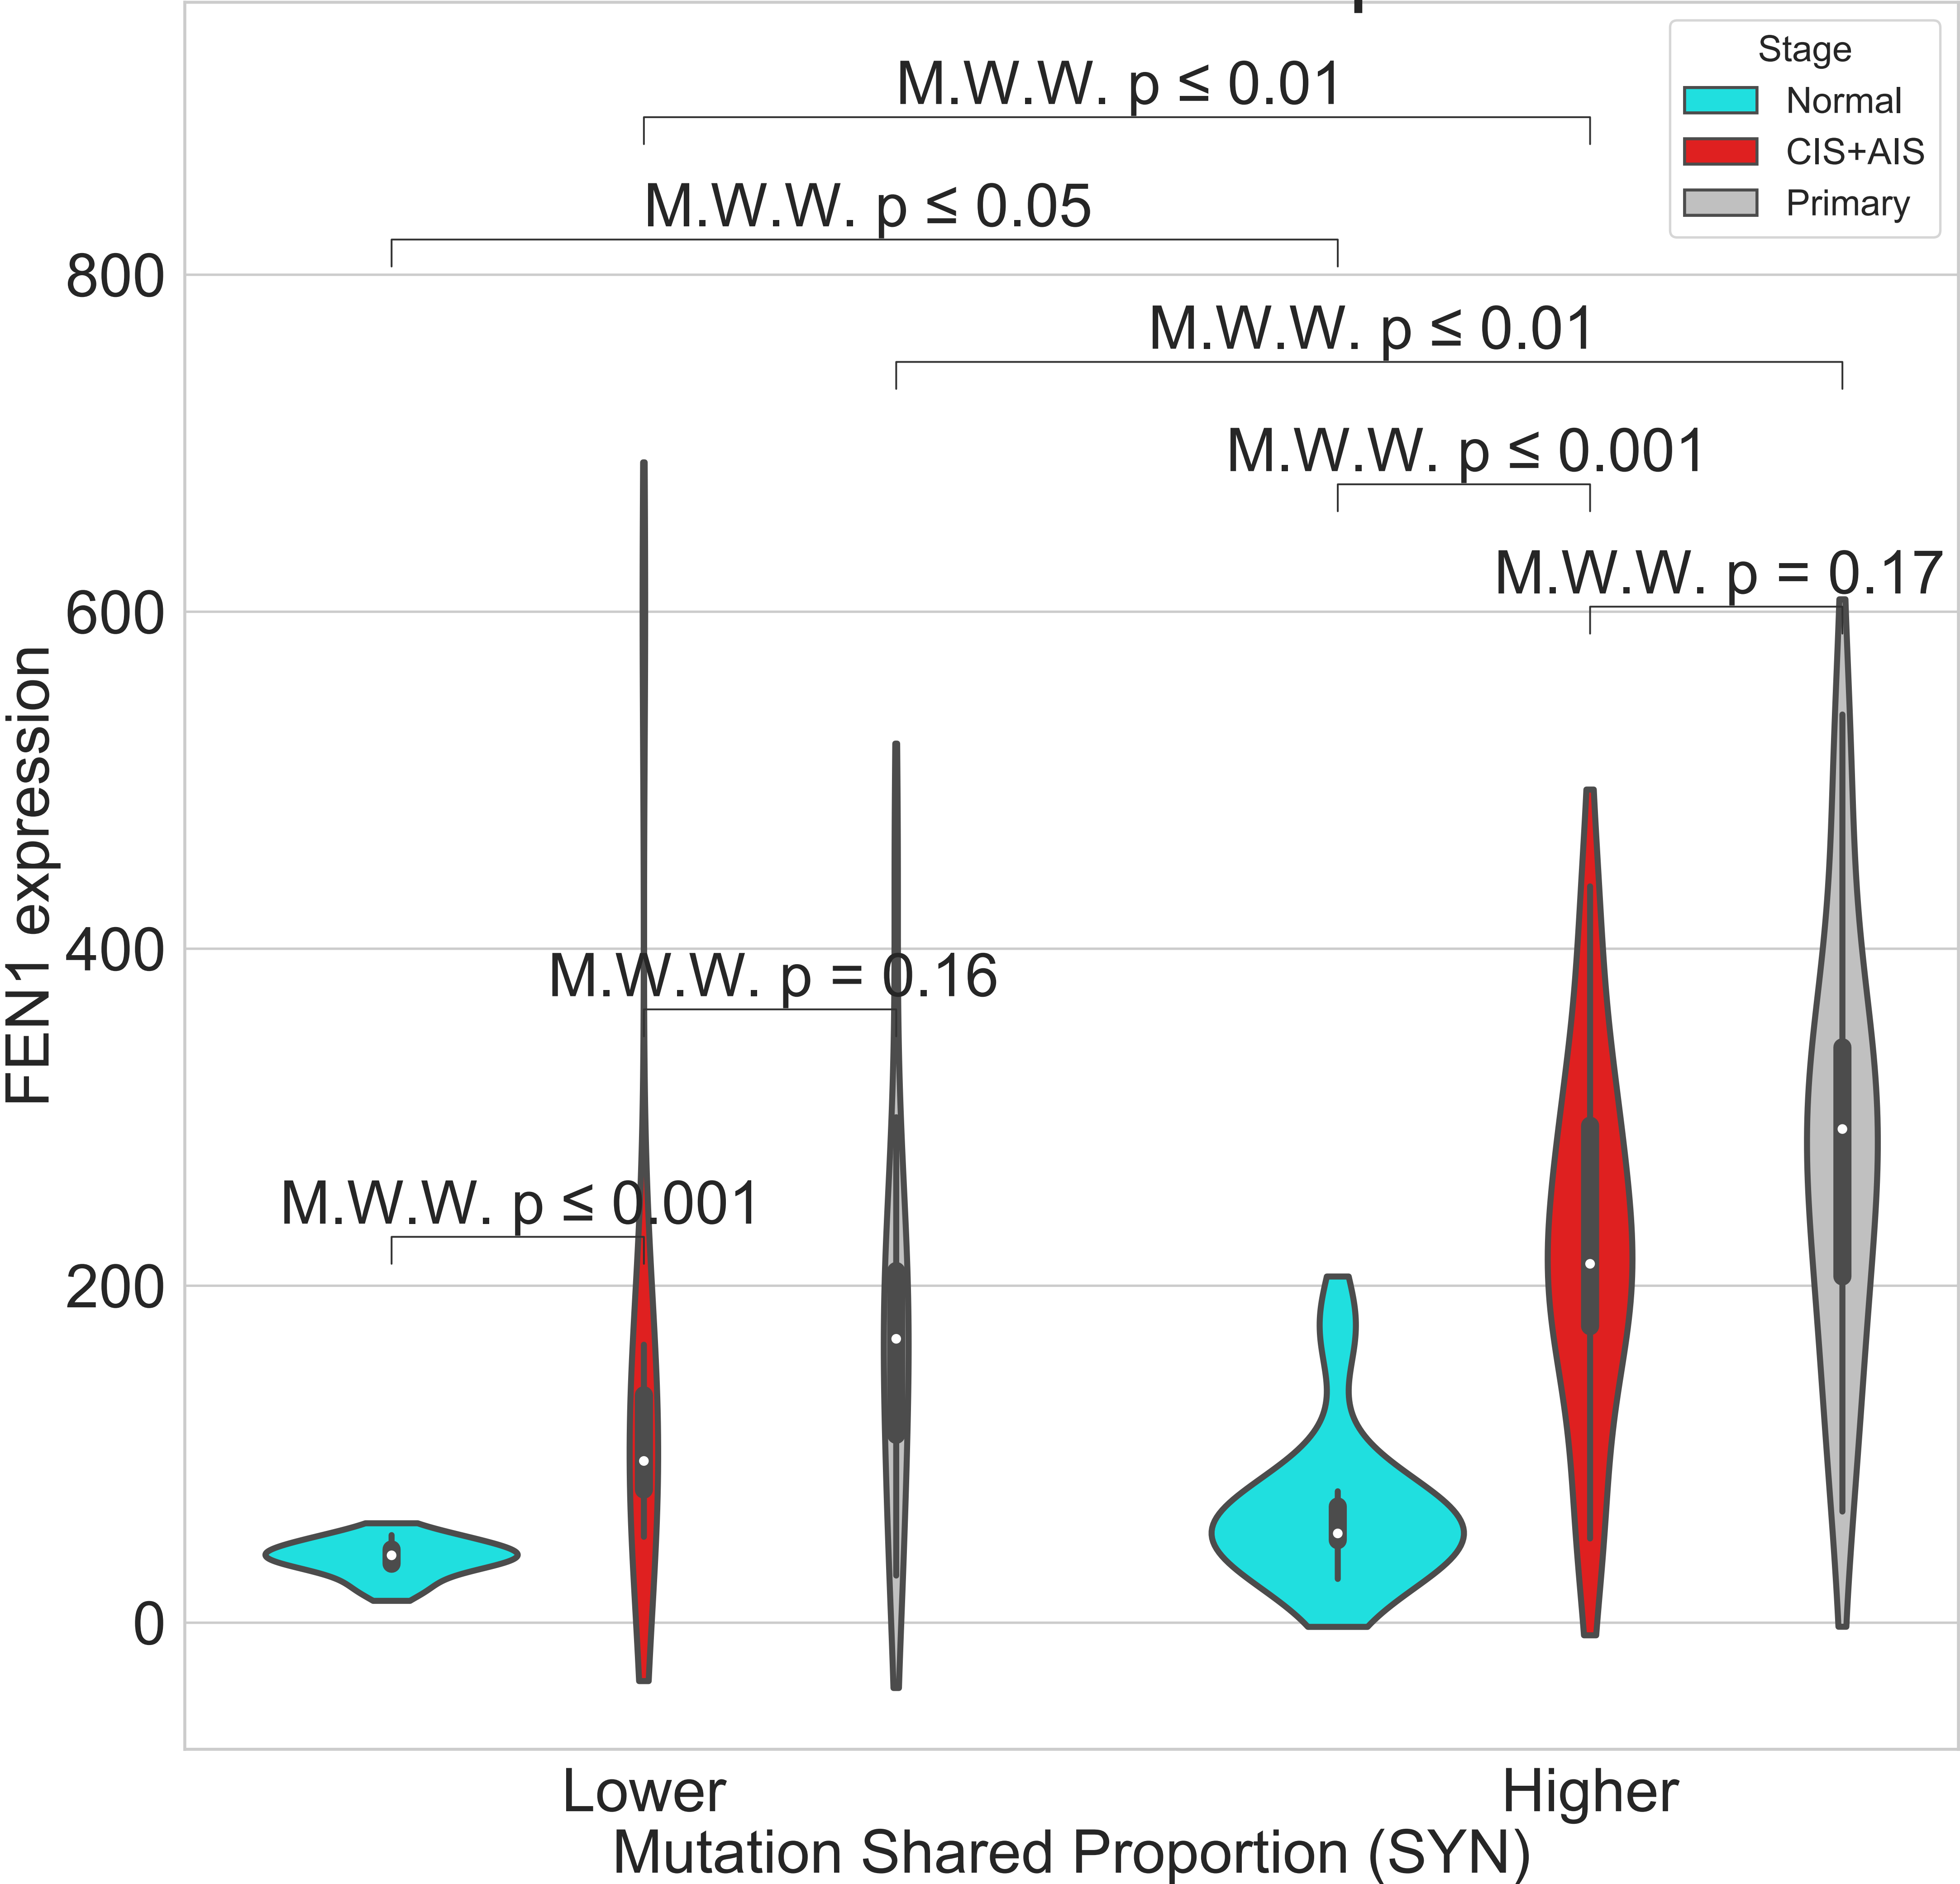 Stage
Normal
CIS+AIS
Primary
M.W.W. p ≤ 0.01
M.W.W. p ≤ 0.05
M.W.W. p ≤ 0.01
M.W.W. p ≤ 0.001
M.W.W. p = 0.17
M.W.W. p = 0.16
M.W.W. p ≤ 0.001
800
600
400
200
0
FEN1 expression
Lower
Higher
Mutation Shared Proportion (SYN)